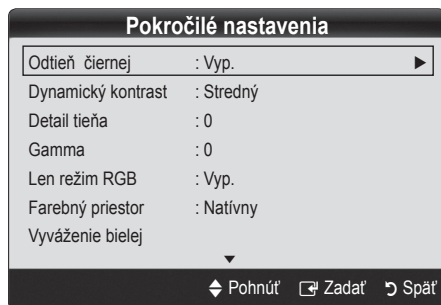 Pokročilé nastavenia
Odtieň čiernej : Vyp. ►
Dynamický kontrast : Stredný
Detail tieňa : 0
Gamma : 0
Len režim RGB : Vyp.
Farebný priestor : Natívny
Vyváženie bielej
▼
Pohnúť Zadať Späť